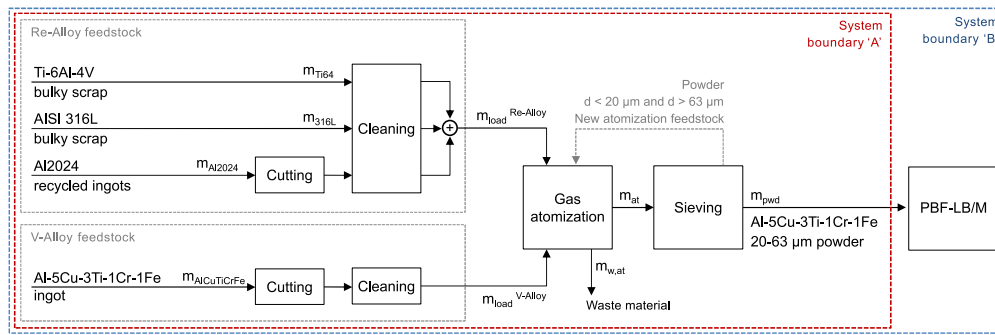 Re-Alloy feedstock
System
boundary ‘A’
System
boundary ‘B’
Ti-6Al-4V
bulky scrap
m_Ti64
AISI 316L
bulky scrap
m_316L
Al2024
recycled ingots
m_Al2024
Cutting
Cleaning
m_load^Re-Alloy
Powder
d < 20 µm and d > 63 µm
New atomization feedstock
Gas
atomization
m_at
Sieving
m_pwd
Al-5Cu-3Ti-1Cr-1Fe
20-63 µm powder
PBF-LB/M
V-Alloy feedstock
Al-5Cu-3Ti-1Cr-1Fe
ingot
m_AlCuTiCrFe
Cutting
Cleaning
m_load^V-Alloy
m_w,at
Waste material